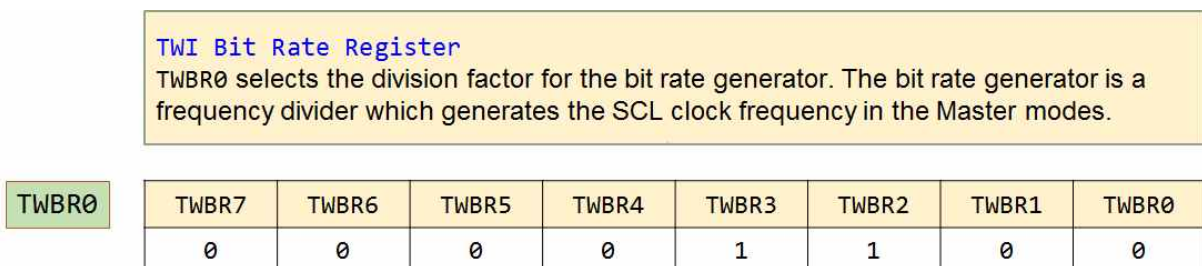 TWI Bit Rate Register
TWBR0 selects the division factor for the bit rate generator. The bit rate generator is a
frequency divider which generates the SCL clock frequency in the Master modes.
TWBR0 TWBR7 TWBR6 TWBR5 TWBR4 TWBR3 TWBR2 TWBR1 TWBR0
0 0 0 0 1 1 0 0